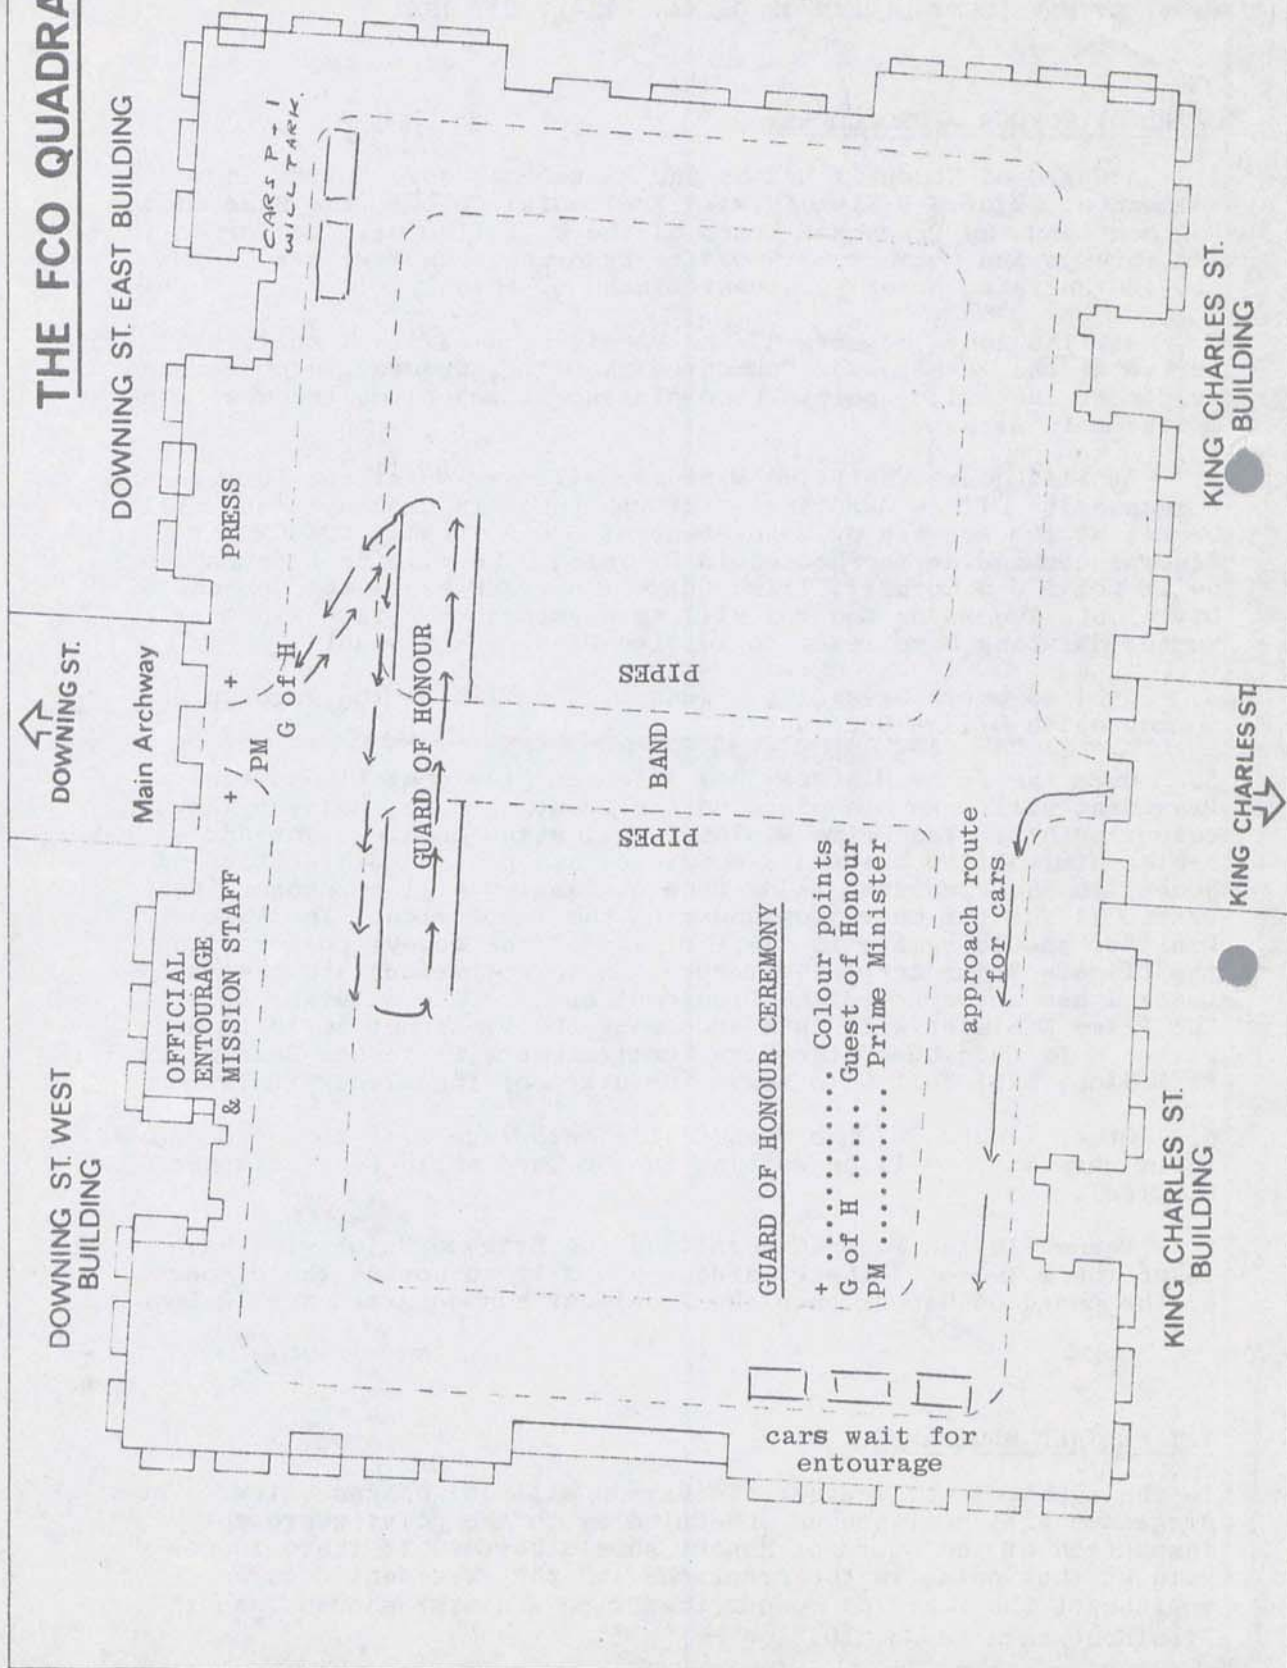 THE FCO QUADRA
DOWNING ST. WEST
BUILDING
DOWNING ST.
DOWNING ST. EAST BUILDING
Main Archway
OFFICIAL
ENTOURAGE
& MISSION STAFF
+ +
+ +
PM
G of H
PRESS
CARS P - 1
WILL PARK.
GUARD OF HONOUR
PIPES
BAND
PIPES
GUARD OF HONOUR CEREMONY
+ ............. Colour points
G of H ..... Guest of Honour
PM .......... Prime Minister
approach route
for cars
cars wait for
entourage
KING CHARLES ST.
BUILDING
KING CHARLES ST.
KING CHARLES ST.
BUILDING